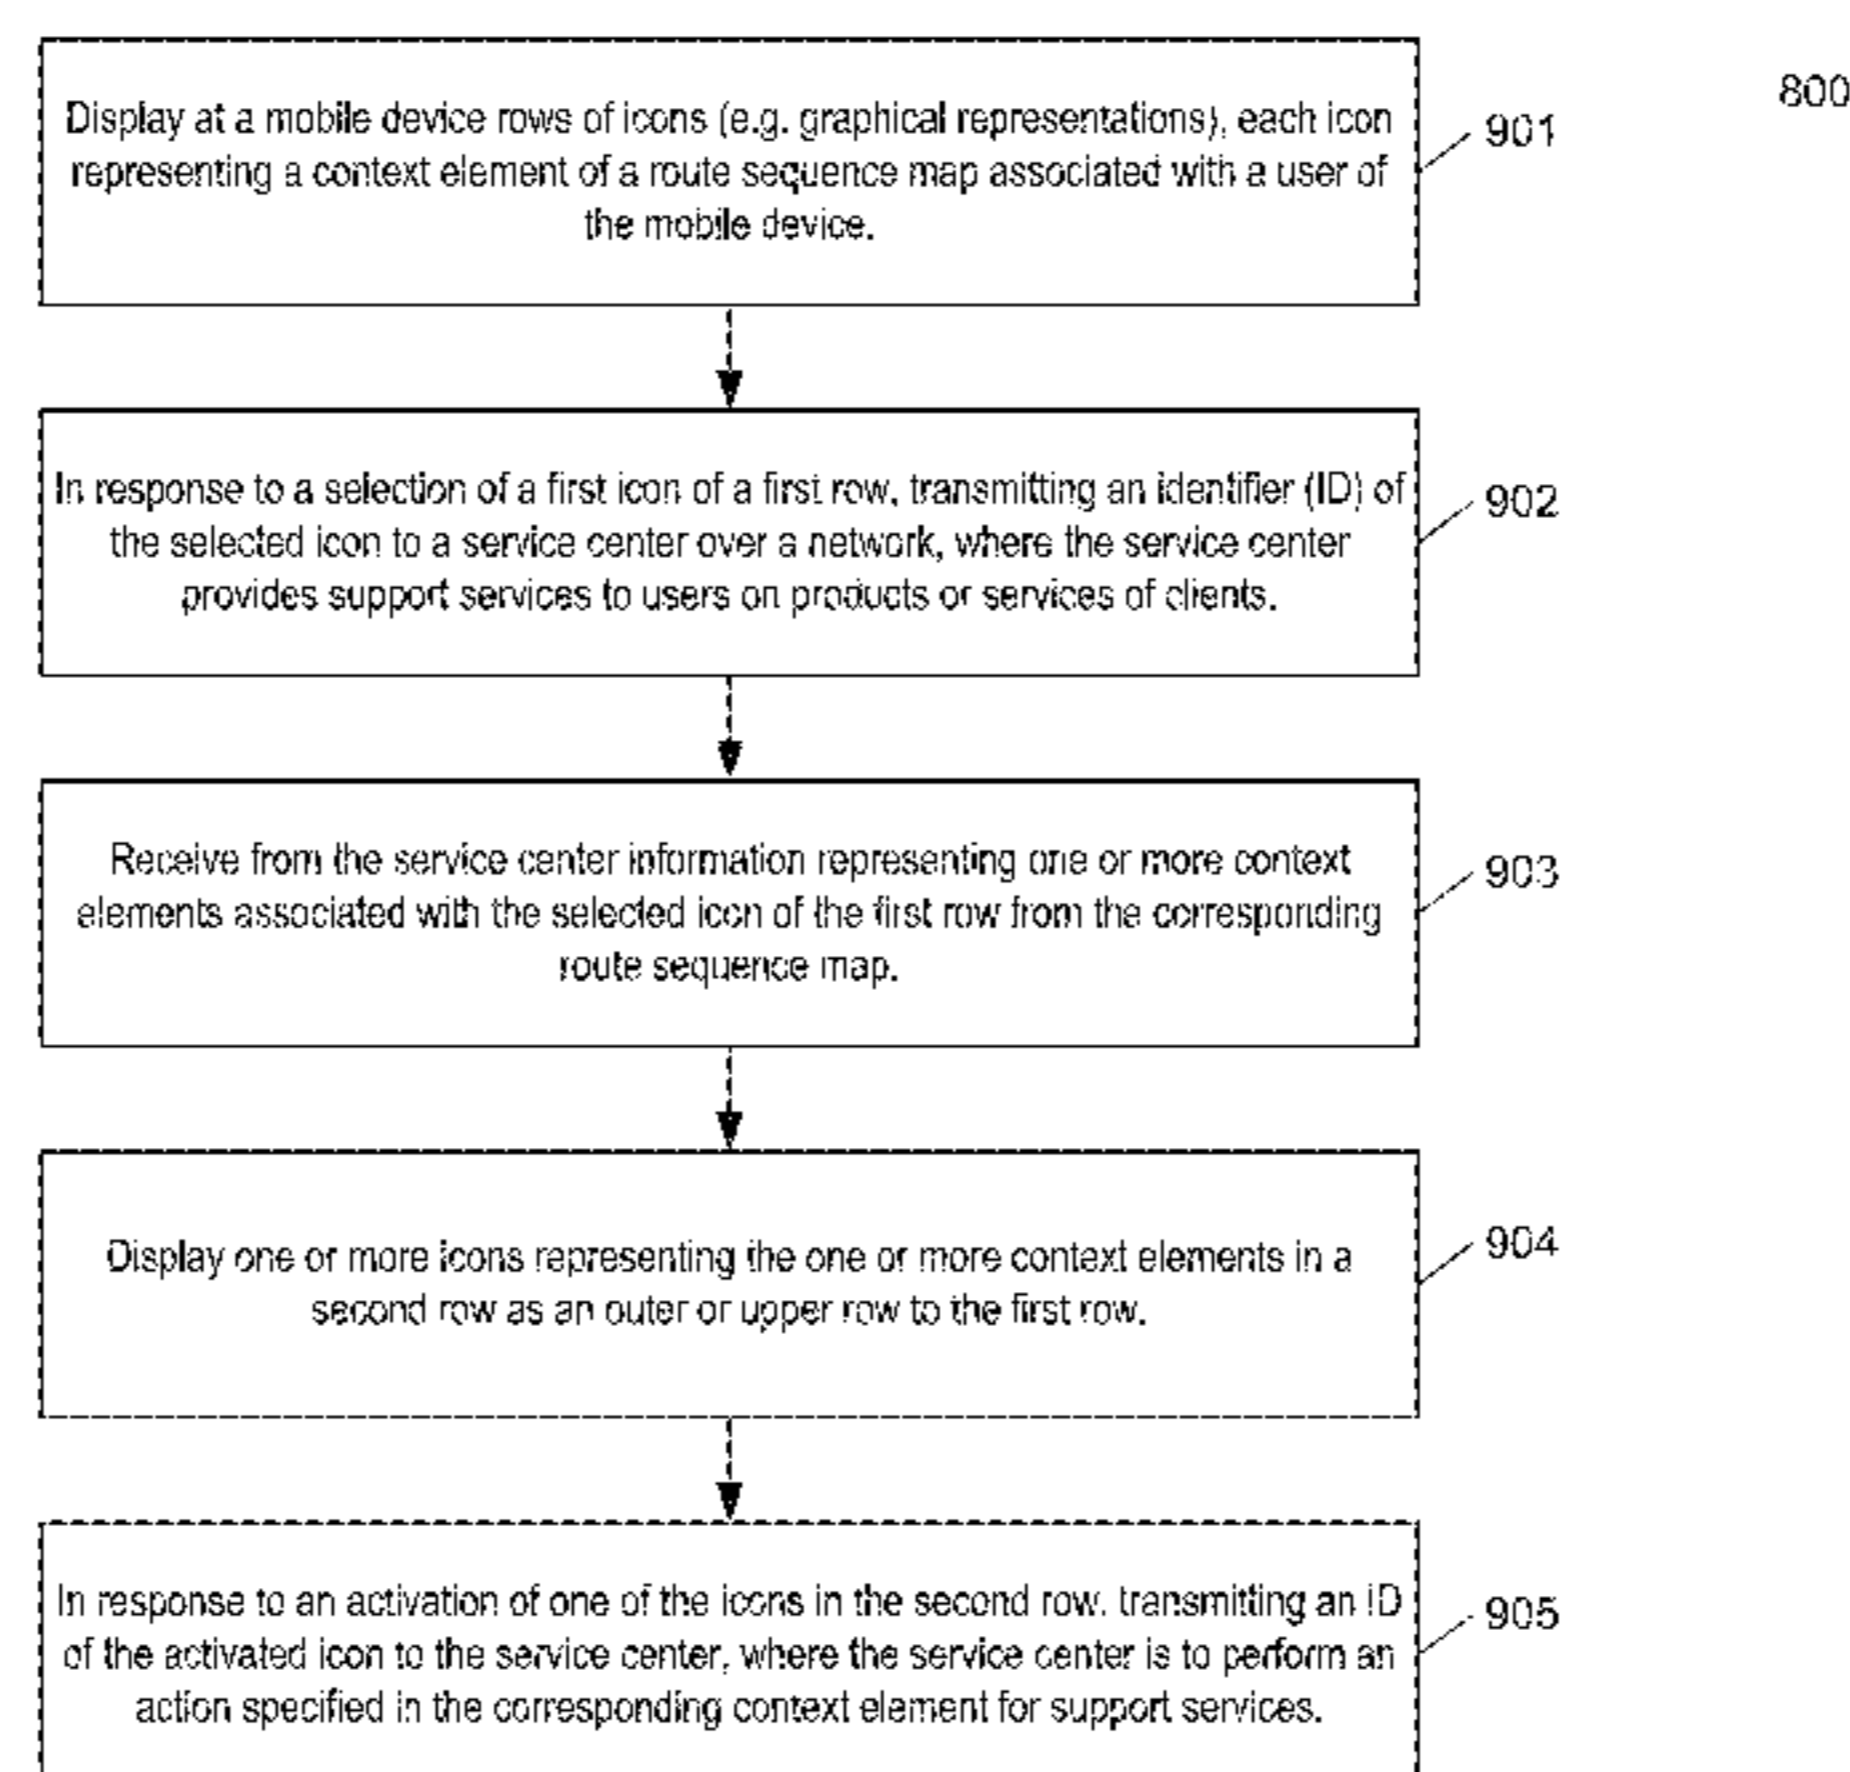 800
Display at a mobile device rows of icons (e.g. graphical representations), each icon
representing a context element of a route sequence map associated with a user of
the mobile device.
901
In response to a selection of a first icon of a first row, transmitting an identifier (ID) of
the selected icon to a service center over a network, where the service center
provides support services to users on products or services of clients.
902
Receive from the service center information representing one or more context
elements associated with the selected icon of the first row from the corresponding
route sequence map.
903
Display one or more icons representing the one or more context elements in a
second row as an outer or upper row to the first row.
904
In response to an activation of one of the icons in the second row, transmitting an ID
of the activated icon to the service center, where the service center is to perform an
action specified in the corresponding context element for support services.
905